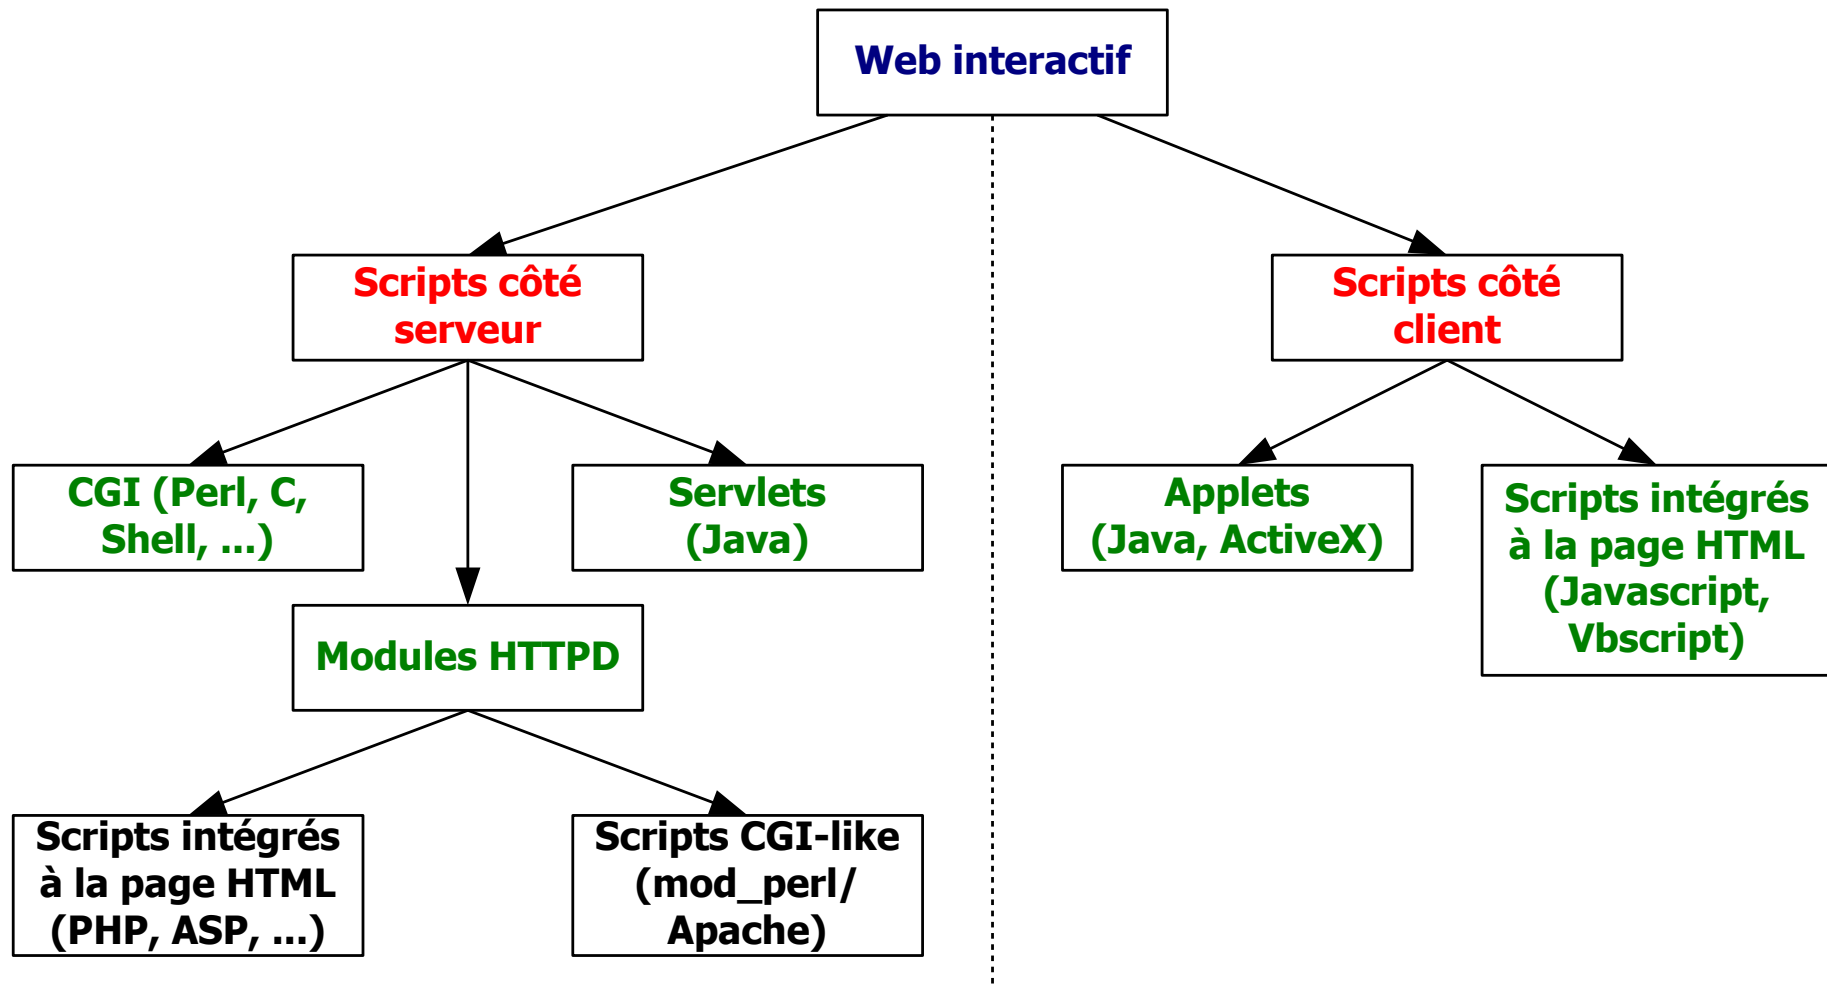 Web interactif
Scripts côté
serveur
Scripts côté
client
CGI (Perl, C,
Shell, ...)
Servlets
(Java)
Applets
(Java, ActiveX)
Scripts intégrés
à la page HTML
(Javascript,
Vbscript)
Modules HTTPD
Scripts intégrés
à la page HTML
(PHP, ASP, ...)
Scripts CGI-like
(mod_perl/
Apache)